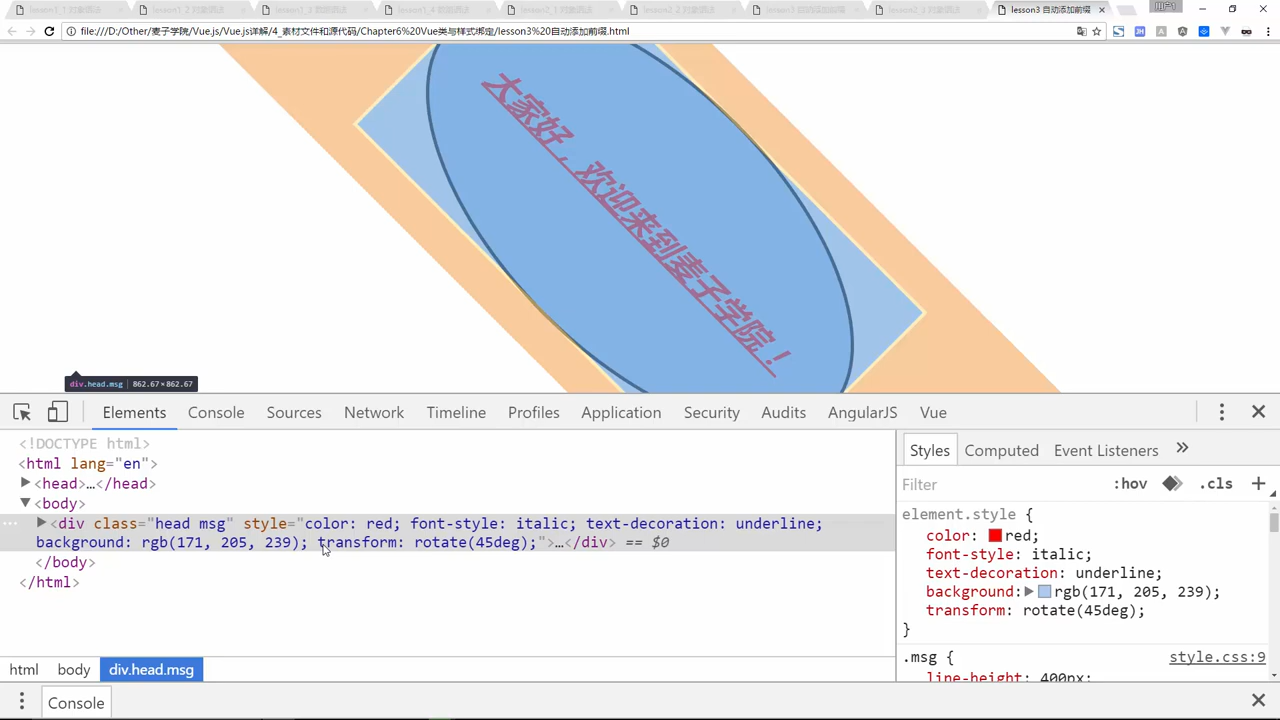 lesson3 自动添加前缀
file:///D:/Other/麦子学院/Vue.js/Vue.js详解/4_素材文件和源代码/Chapter6%20Vue类与样式绑定/lesson3%20自动添加前缀.html
大家好，欢迎来到麦子学院！
div.head.msg | 862.67×862.67
Elements Console Sources Network Timeline Profiles Application Security Audits AngularJS Vue
<!DOCTYPE html>
<html lang="en">
<head>…</head>
<body>
<div class="head msg" style="color: red; font-style: italic; text-decoration: underline;
background: rgb(171, 205, 239); transform: rotate(45deg);">…</div> == $0
</body>
</html>
html body div.head.msg
Console
Styles Computed Event Listeners
Filter :hov .cls
element.style {
color: red;
font-style: italic;
text-decoration: underline;
background: rgb(171, 205, 239);
transform: rotate(45deg);
}
.msg { style.css:9
line-height: 400px;